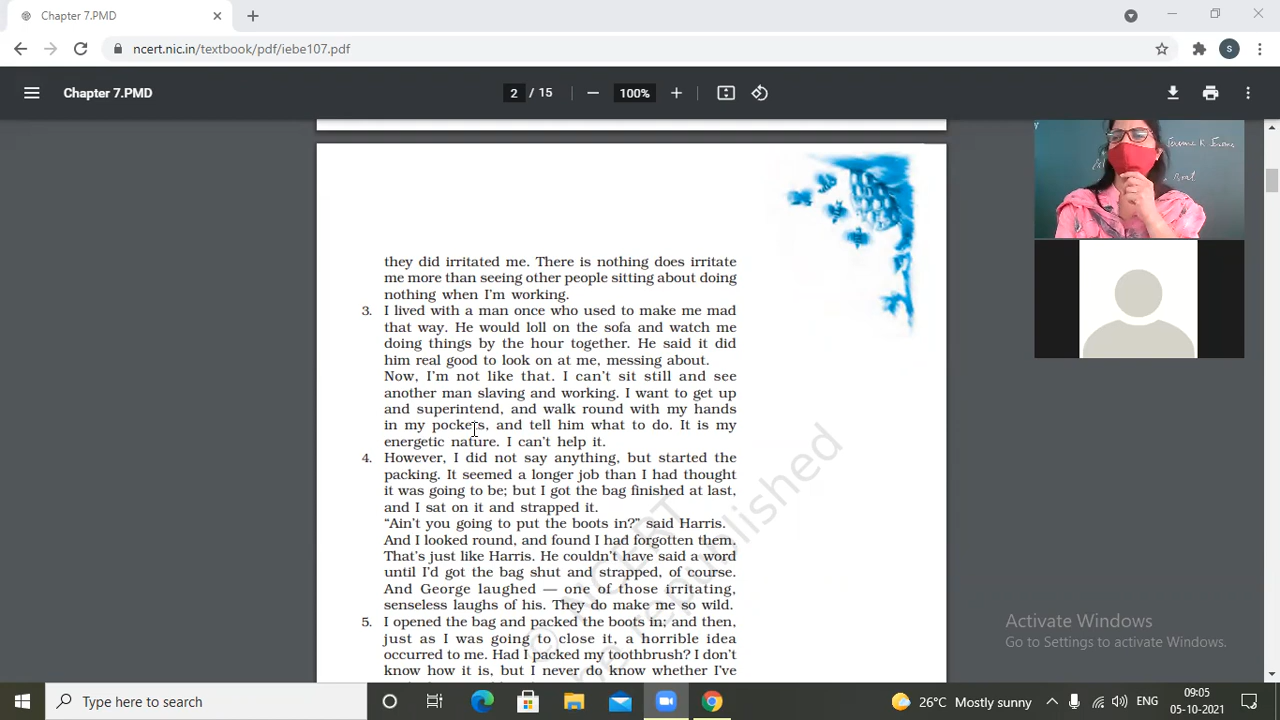 Chapter 7.PMD
ncert.nic.in/textbook/pdf/iebe107.pdf
S
Chapter 7.PMD
2 / 15
100%
they did irritated me. There is nothing does irritate
me more than seeing other people sitting about doing
nothing when I'm working.
3. I lived with a man once who used to make me mad
that way. He would loll on the sofa and watch me
doing things by the hour together. He said it did
him real good to look on at me, messing about.
Now, I'm not like that. I can't sit still and see
another man slaving and working. I want to get up
and superintend, and walk round with my hands
in my pockets, and tell him what to do. It is my
energetic nature. I can't help it.
4. However, I did not say anything, but started the
packing. It seemed a longer job than I had thought
it was going to be; but I got the bag finished at last,
and I sat on it and strapped it.
"Ain't you going to put the boots in?" said Harris.
And I looked round, and found I had forgotten them.
That's just like Harris. He couldn't have said a word
until I'd got the bag shut and strapped, of course.
And George laughed — one of those irritating,
senseless laughs of his. They do make me so wild.
5. I opened the bag and packed the boots in; and then,
just as I was going to close it, a horrible idea
occurred to me. Had I packed my toothbrush? I don't
know how it is, but I never do know whether I've
© NCERT
republished
Activate Windows
Go to Settings to activate Windows.
Type here to search
26°C Mostly sunny
ENG
09:05
05-10-2021